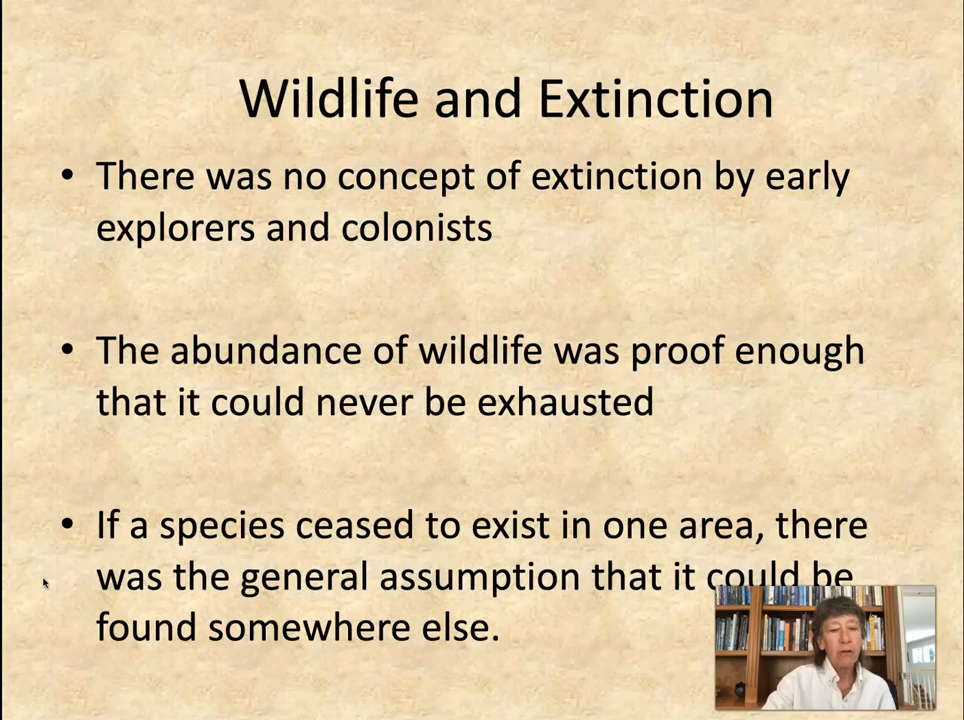 Wildlife and Extinction
• There was no concept of extinction by early
explorers and colonists
• The abundance of wildlife was proof enough
that it could never be exhausted
• If a species ceased to exist in one area, there
was the general assumption that it could be
found somewhere else.